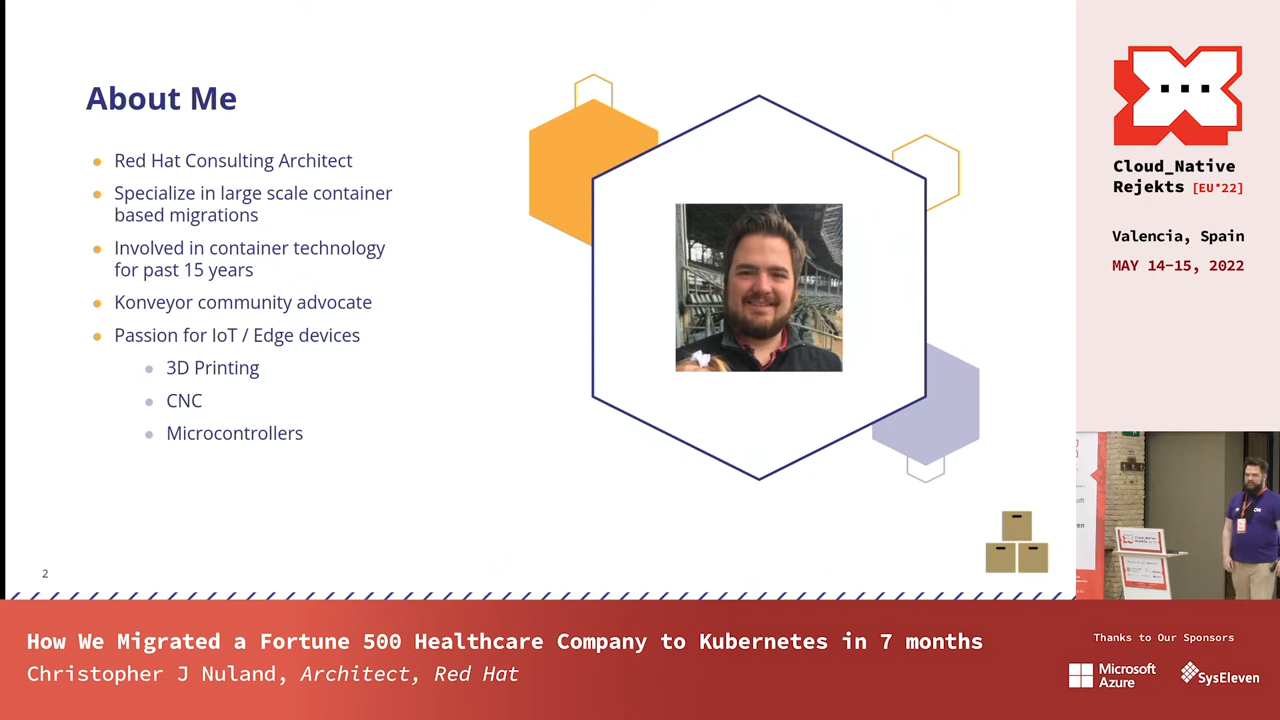 About Me
Red Hat Consulting Architect
Specialize in large scale container
based migrations
Involved in container technology
for past 15 years
Konveyor community advocate
Passion for IoT / Edge devices
3D Printing
CNC
Microcontrollers
2
Cloud_Native
Rejekts [EU*22]
Valencia, Spain
MAY 14-15, 2022
How We Migrated a Fortune 500 Healthcare Company to Kubernetes in 7 months
Christopher J Nuland, Architect, Red Hat
Thanks to Our Sponsors
Microsoft
Azure
SysEleven